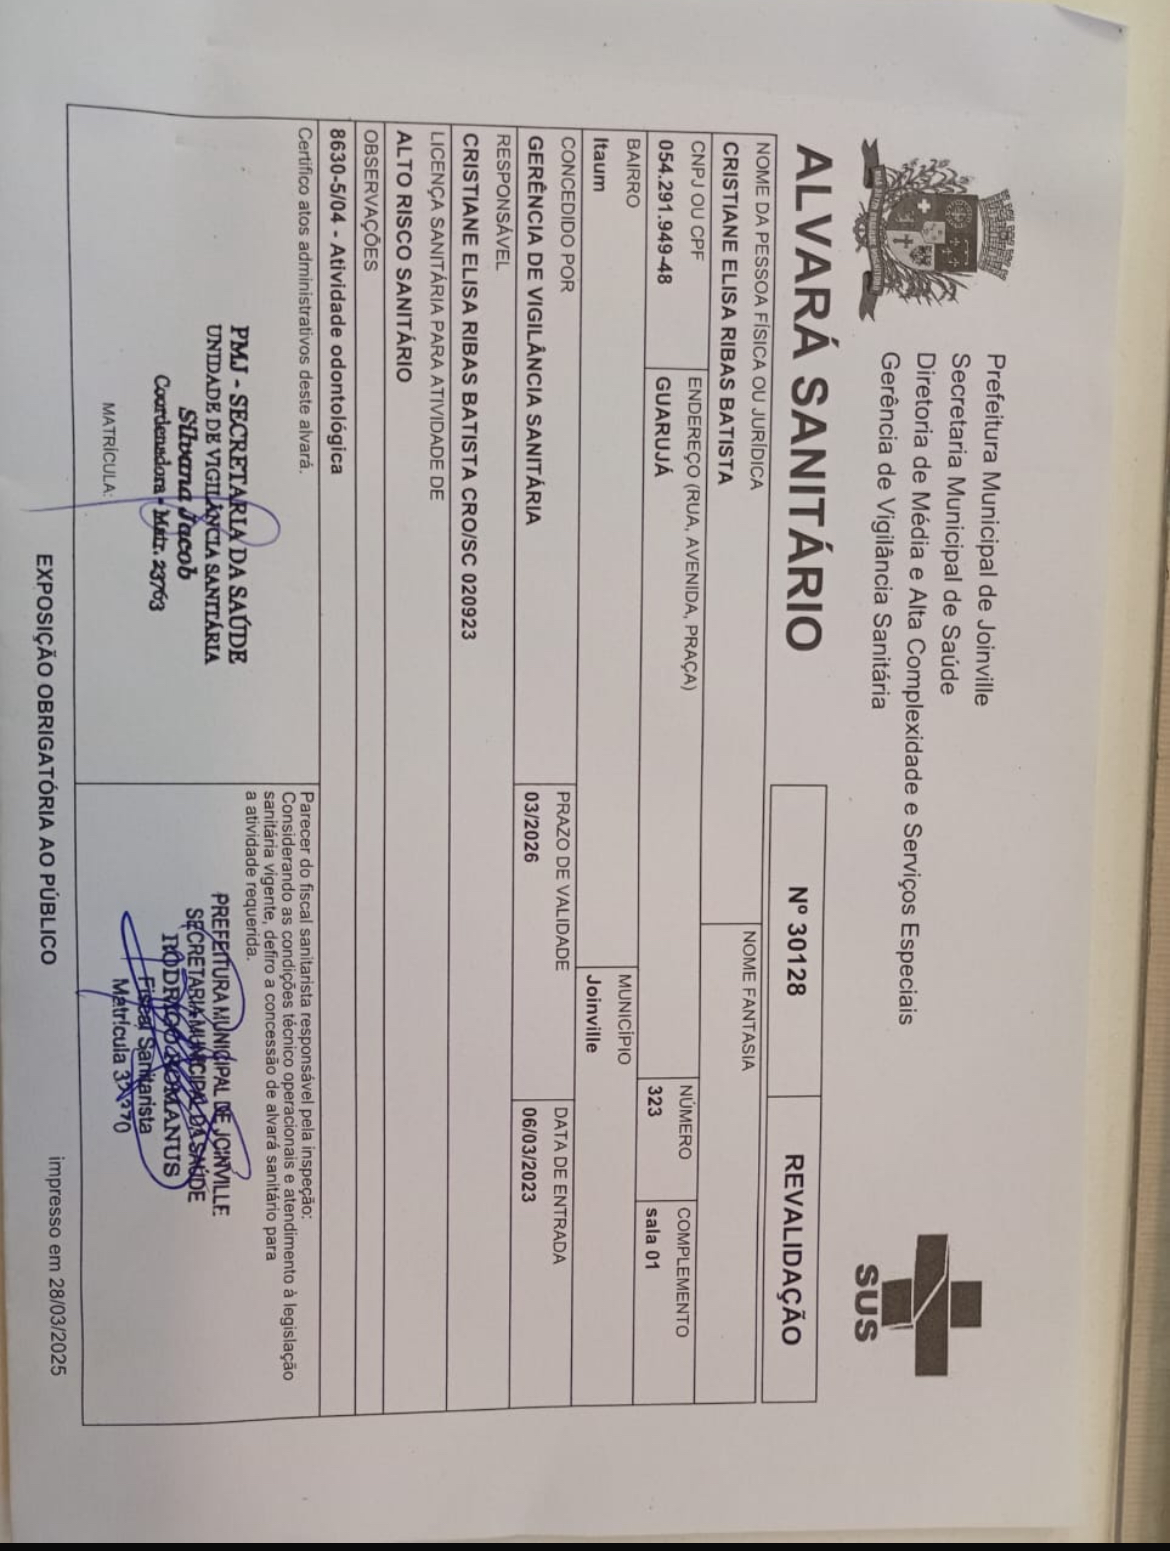 Prefeitura Municipal de Joinville
Secretaria Municipal de Saúde
Diretoria de Média e Alta Complexidade e Serviços Especiais
Gerência de Vigilância Sanitária
SUS
ALVARÁ SANITÁRIO
Nº 30128
REVALIDAÇÃO
NOME DA PESSOA FÍSICA OU JURÍDICA
CRISTIANE ELISA RIBAS BATISTA
NOME FANTASIA
CNPJ OU CPF
054.291.949-48
ENDEREÇO (RUA, AVENIDA, PRAÇA)
GUARUJÁ
NÚMERO
323
COMPLEMENTO
sala 01
BAIRRO
Itaum
MUNICÍPIO
Joinville
CONCEDIDO POR
GERÊNCIA DE VIGILÂNCIA SANITÁRIA
PRAZO DE VALIDADE
03/2026
DATA DE ENTRADA
06/03/2023
RESPONSÁVEL
CRISTIANE ELISA RIBAS BATISTA CRO/SC 020923
LICENÇA SANITÁRIA PARA ATIVIDADE DE
ALTO RISCO SANITÁRIO
OBSERVAÇÕES
8630-5/04 - Atividade odontológica
Certifico atos administrativos deste alvará.
PMJ - SECRETARIA DA SAÚDE
UNIDADE DE VIGILÂNCIA SANITÁRIA
Silvana Jacob
Coordenadora - Matr. 23763
MATRÍCULA:
Parecer do fiscal sanitarista responsável pela inspeção:
Considerando as condições técnico operacionais e atendimento à legislação
sanitária vigente, defiro a concessão de alvará sanitário para
a atividade requerida.
PREFEITURA MUNICIPAL DE JOINVILLE
SECRETARIA MUNICIPAL DA SAÚDE
RODRIGO ROMANUS
Fiscal Sanitarista
Matrícula
EXPOSIÇÃO OBRIGATÓRIA AO PÚBLICO
impresso em 28/03/2025